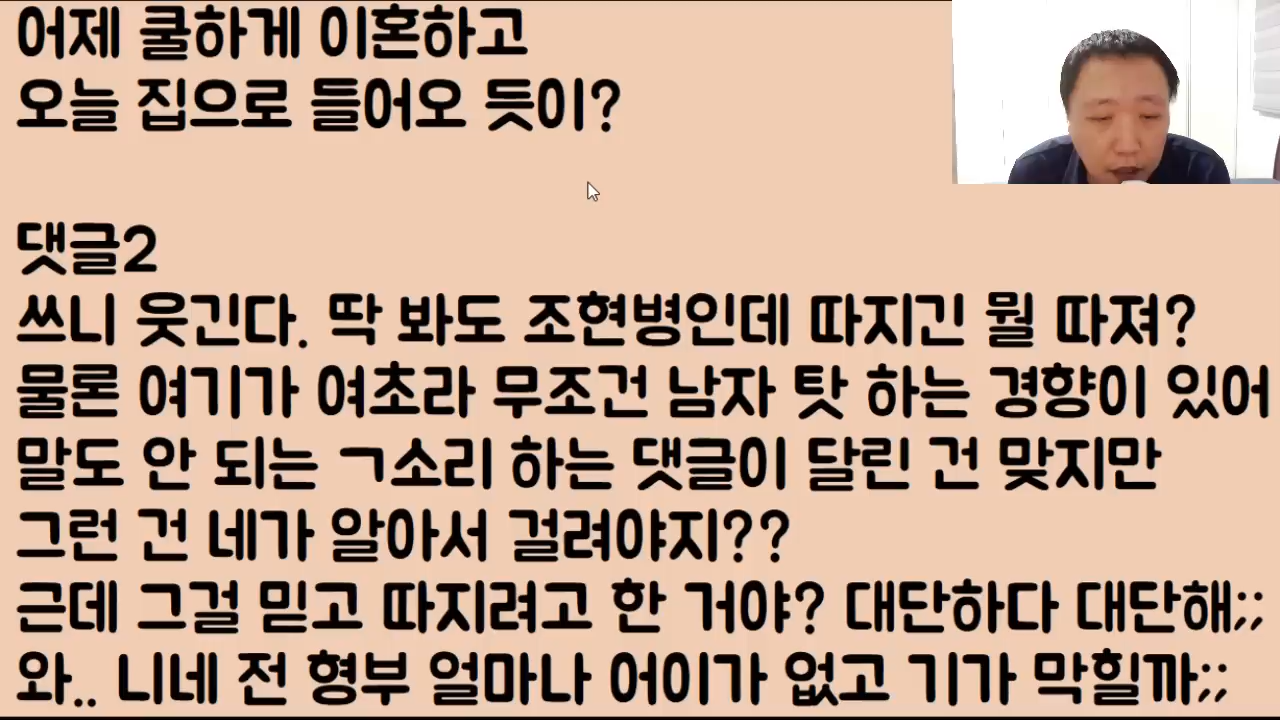 어제 쿨하게 이혼하고
오늘 집으로 들어오 듯이?
댓글2
쓰니 웃긴다. 딱 봐도 조현병인데 따지긴 뭘 따져?
물론 여기가 여초라 무조건 남자 탓 하는 경향이 있어
말도 안 되는 ㄱ소리 하는 댓글이 달린 건 맞지만
그런 건 네가 알아서 걸려야지??
근데 그걸 믿고 따지려고 한 거야? 대단하다 대단해;;
와.. 니네 전 형부 얼마나 어이가 없고 기가 막힐까;;